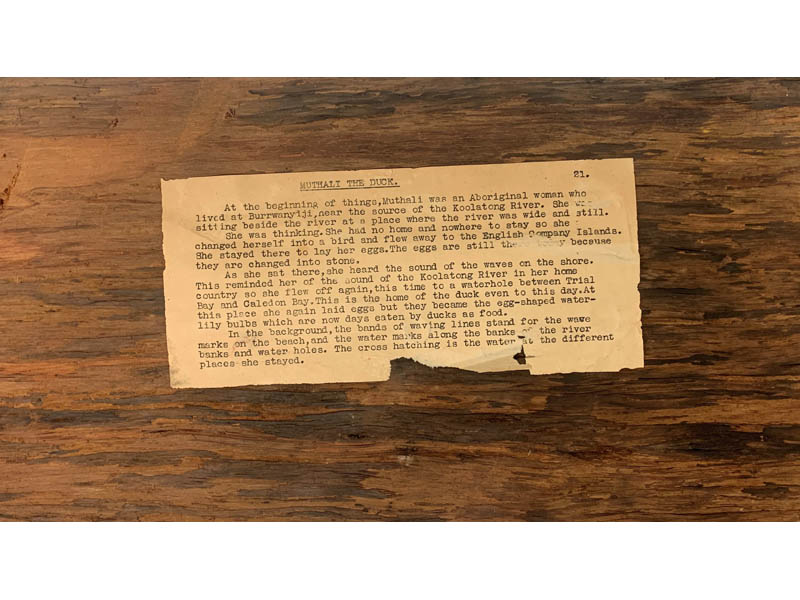 MUTHALI THE DUCK. 21.
At the beginning of things,Muthali was an Aboriginal woman who
lived at Burrwanyiji,near the source of the Koolatong River. She was
sitting beside the river at a place where the river was wide and still.
She was thinking.She had no home and nowhere to stay so she
changed herself into a bird and flew away to the English Company Islands.
She stayed there to lay her eggs.The eggs are still there today because
they are changed into stone.
As she sat there,she heard the sound of the waves on the shore.
This reminded her of the sound of the Koolatong River in her home
country so she flew off again,this time to a waterhole between Trial
Bay and Caledon Bay.This is the home of the duck even to this day.At
this place she again laid eggs but they became the egg-shaped water-
lily bulbs which are now days eaten by ducks as food.
In the background,the bands of waving lines stand for the wave
marks on the beach,and the water marks along the banks of the river
banks and water holes. The cross hatching is the water at the different
places she stayed.